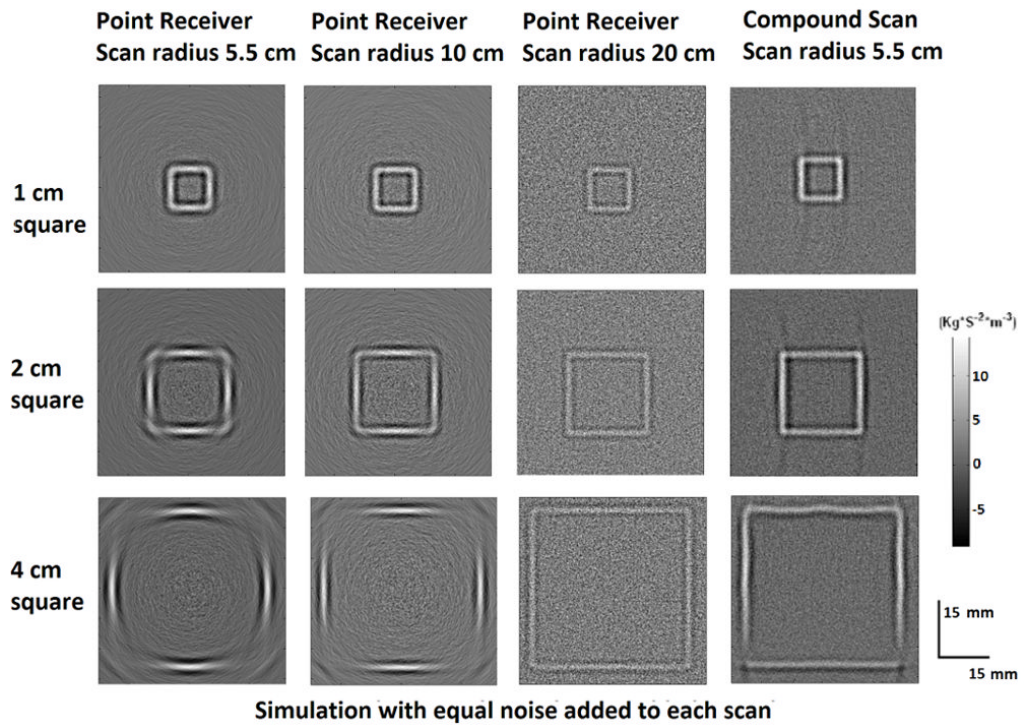 Point Receiver
Scan radius 5.5 cm
Point Receiver
Scan radius 10 cm
Point Receiver
Scan radius 20 cm
Compound Scan
Scan radius 5.5 cm
1 cm
square
2 cm
square
4 cm
square
(Kg*S⁻²*m⁻³)
10
5
0
-5
15 mm
15 mm
Simulation with equal noise added to each scan